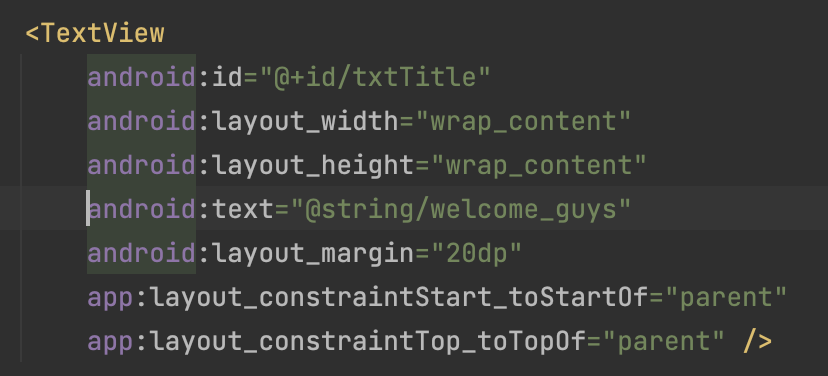 <TextView
android:id="@+id/txtTitle"
android:layout_width="wrap_content"
android:layout_height="wrap_content"
android:text="@string/welcome_guys"
android:layout_margin="20dp"
app:layout_constraintStart_toStartOf="parent"
app:layout_constraintTop_toTopOf="parent" />